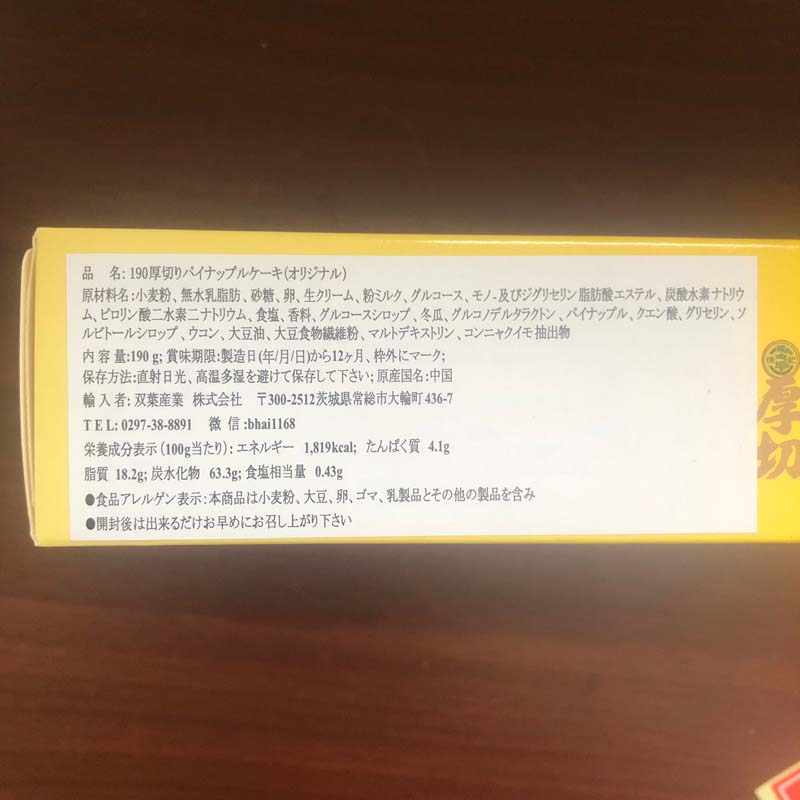 品　名: 190厚切りパイナップルケーキ(オリジナル)
原材料名:小麦粉、無水乳脂肪、砂糖、卵、生クリーム、粉ミルク、グルコース、モノ-及びジグリセリン脂肪酸エステル、炭酸水素ナトリウ
ム、ピロリン酸二水素二ナトリウム、食塩、香料、グルコースシロップ、冬瓜、グルコノデルタラクトン、パイナップル、クエン酸、グリセリン、ソ
ルビトールシロップ、ウコン、大豆油、大豆食物繊維粉、マルトデキストリン、コンニャクイモ抽出物
内 容 量:190 g; 賞味期限:製造日(年/月/日)から12ヶ月、枠外にマーク;
保存方法:直射日光、高温多湿を避けて保存して下さい; 原産国名:中国
輸 入 者: 双葉産業 株式会社　〒300-2512茨城県常総市大輪町436-7
T E L: 0297-38-8891　微 信 :bhai1168
栄養成分表示 (100g当たり) : エネルギー 1,819kcal; たんぱく質 4.1g
脂質 18.2g; 炭水化物 63.3g; 食塩相当量 0.43g
●食品アレルゲン表示:本商品は小麦粉、大豆、卵、ゴマ、乳製品とその他の製品を含み
●開封後は出来るだけお早めにお召し上がり下さい
厚
切